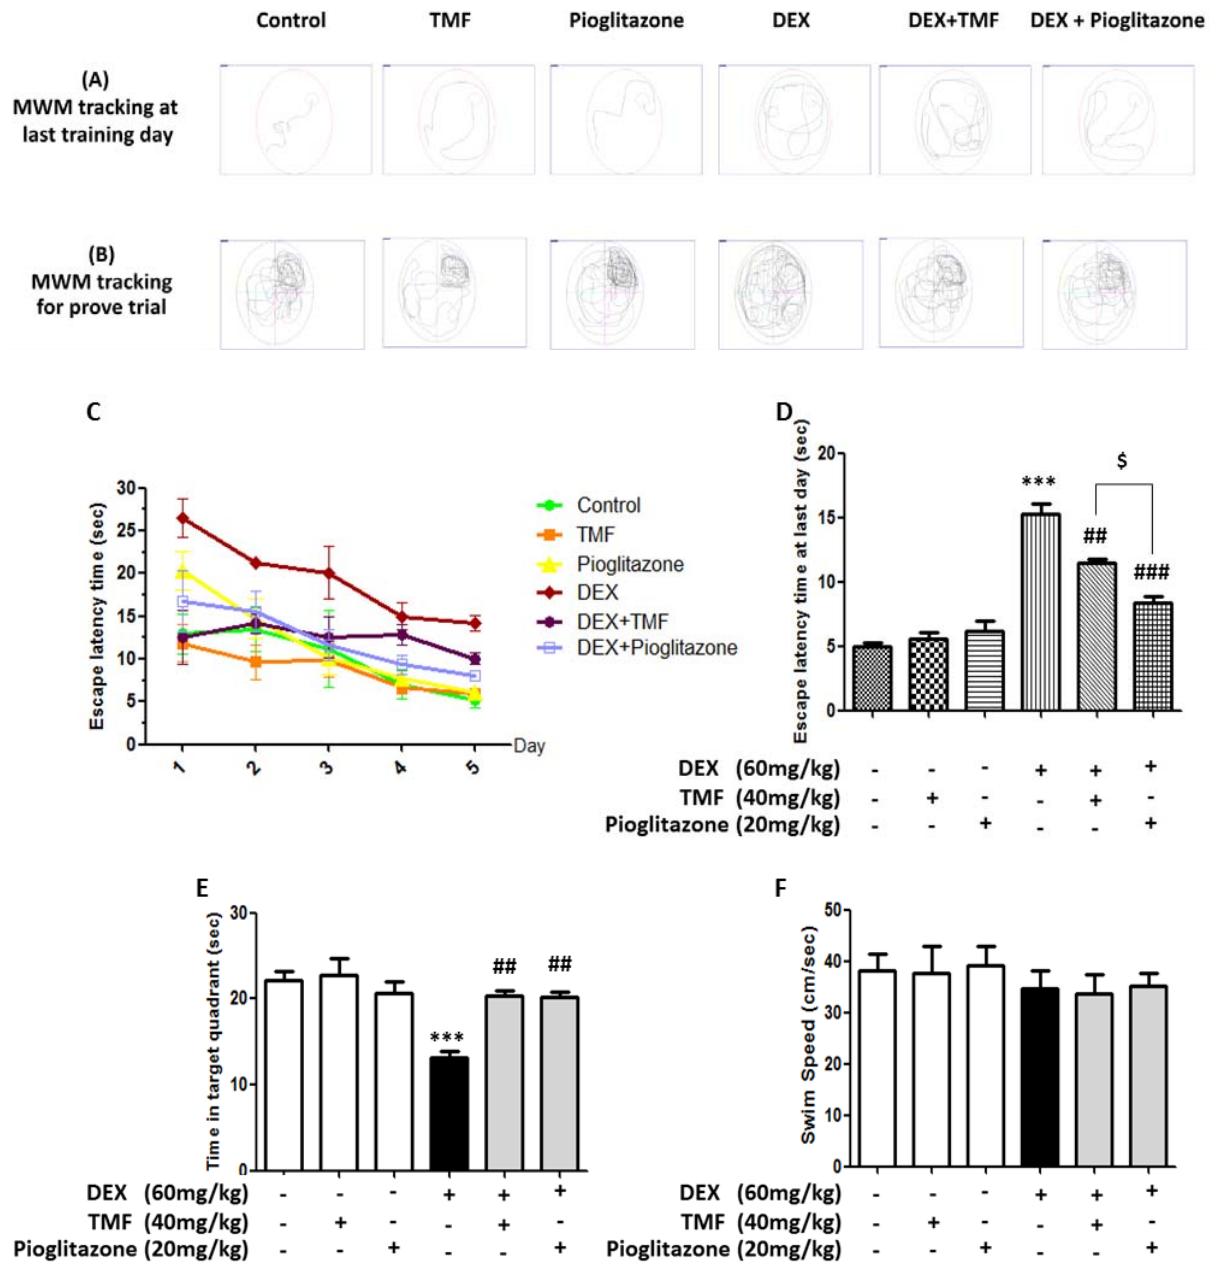 Control TMF Pioglitazone DEX DEX+TMF DEX + Pioglitazone
(A)
MWM tracking at
last training day
(B)
MWM tracking
for prove trial
C
Escape latency time (sec)
30
25
20
15
10
5
0
1 2 3 4 5
Day
Control
TMF
Pioglitazone
DEX
DEX+TMF
DEX+Pioglitazone
D
Escape latency time at last day (sec)
20
15
10
5
0
***
##
###
$
DEX (60mg/kg) - - - + + +
TMF (40mg/kg) - + - - + -
Pioglitazone (20mg/kg) - - + - - +
E
Time in target quadrant (sec)
30
20
10
0
***
##
##
DEX (60mg/kg) - - - + + +
TMF (40mg/kg) - + - - + -
Pioglitazone (20mg/kg) - - + - - +
F
Swim Speed (cm/sec)
50
40
30
20
10
0
DEX (60mg/kg) - - - + + +
TMF (40mg/kg) - + - - + -
Pioglitazone (20mg/kg) - - + - - +